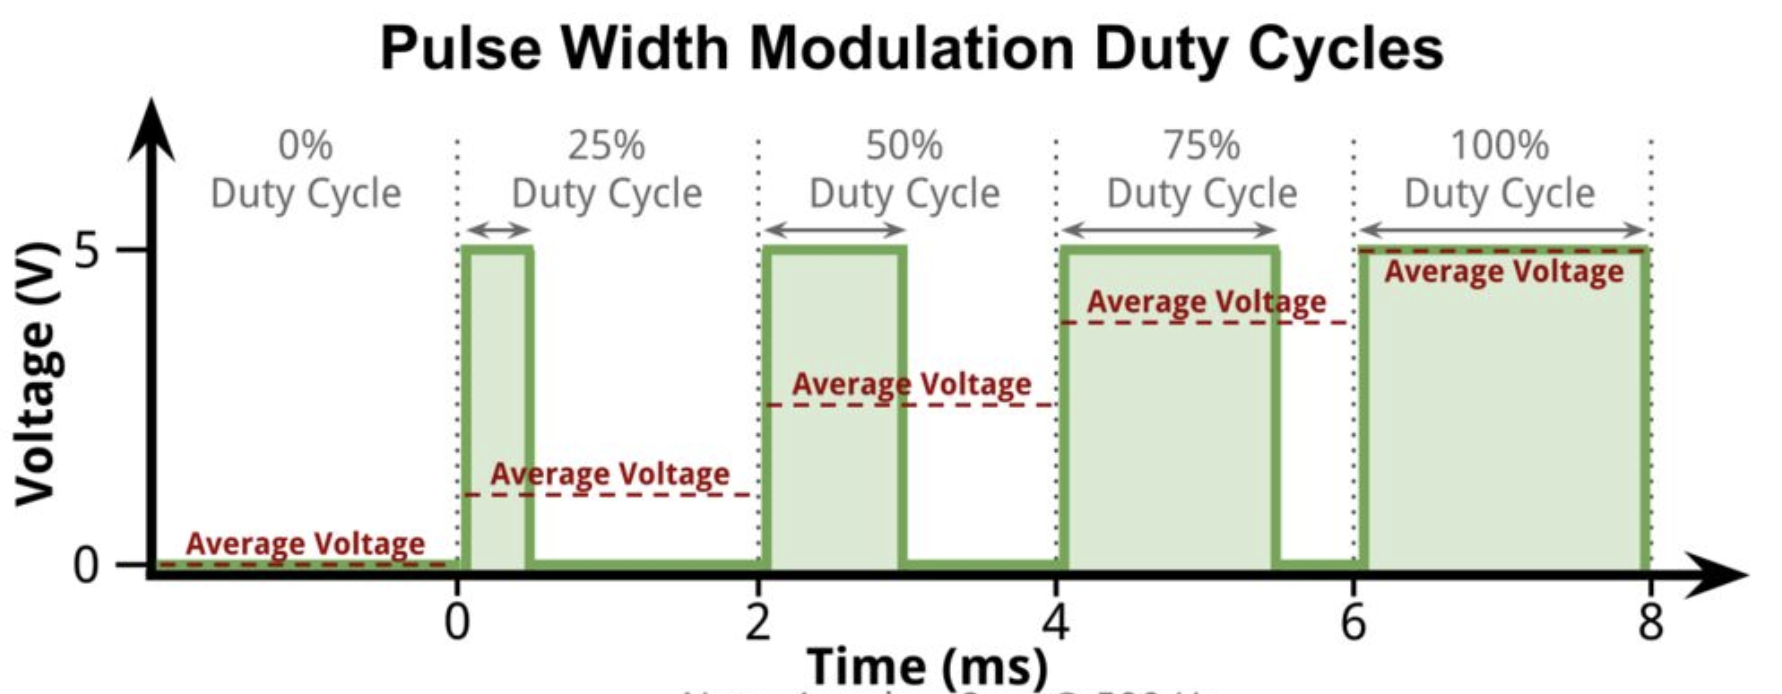 Pulse Width Modulation Duty Cycles
0%
Duty Cycle
25%
Duty Cycle
50%
Duty Cycle
75%
Duty Cycle
100%
Duty Cycle
Voltage (V)
5
0
Average Voltage
Average Voltage
Average Voltage
Average Voltage
Average Voltage
0
2
4
6
8
Time (ms)